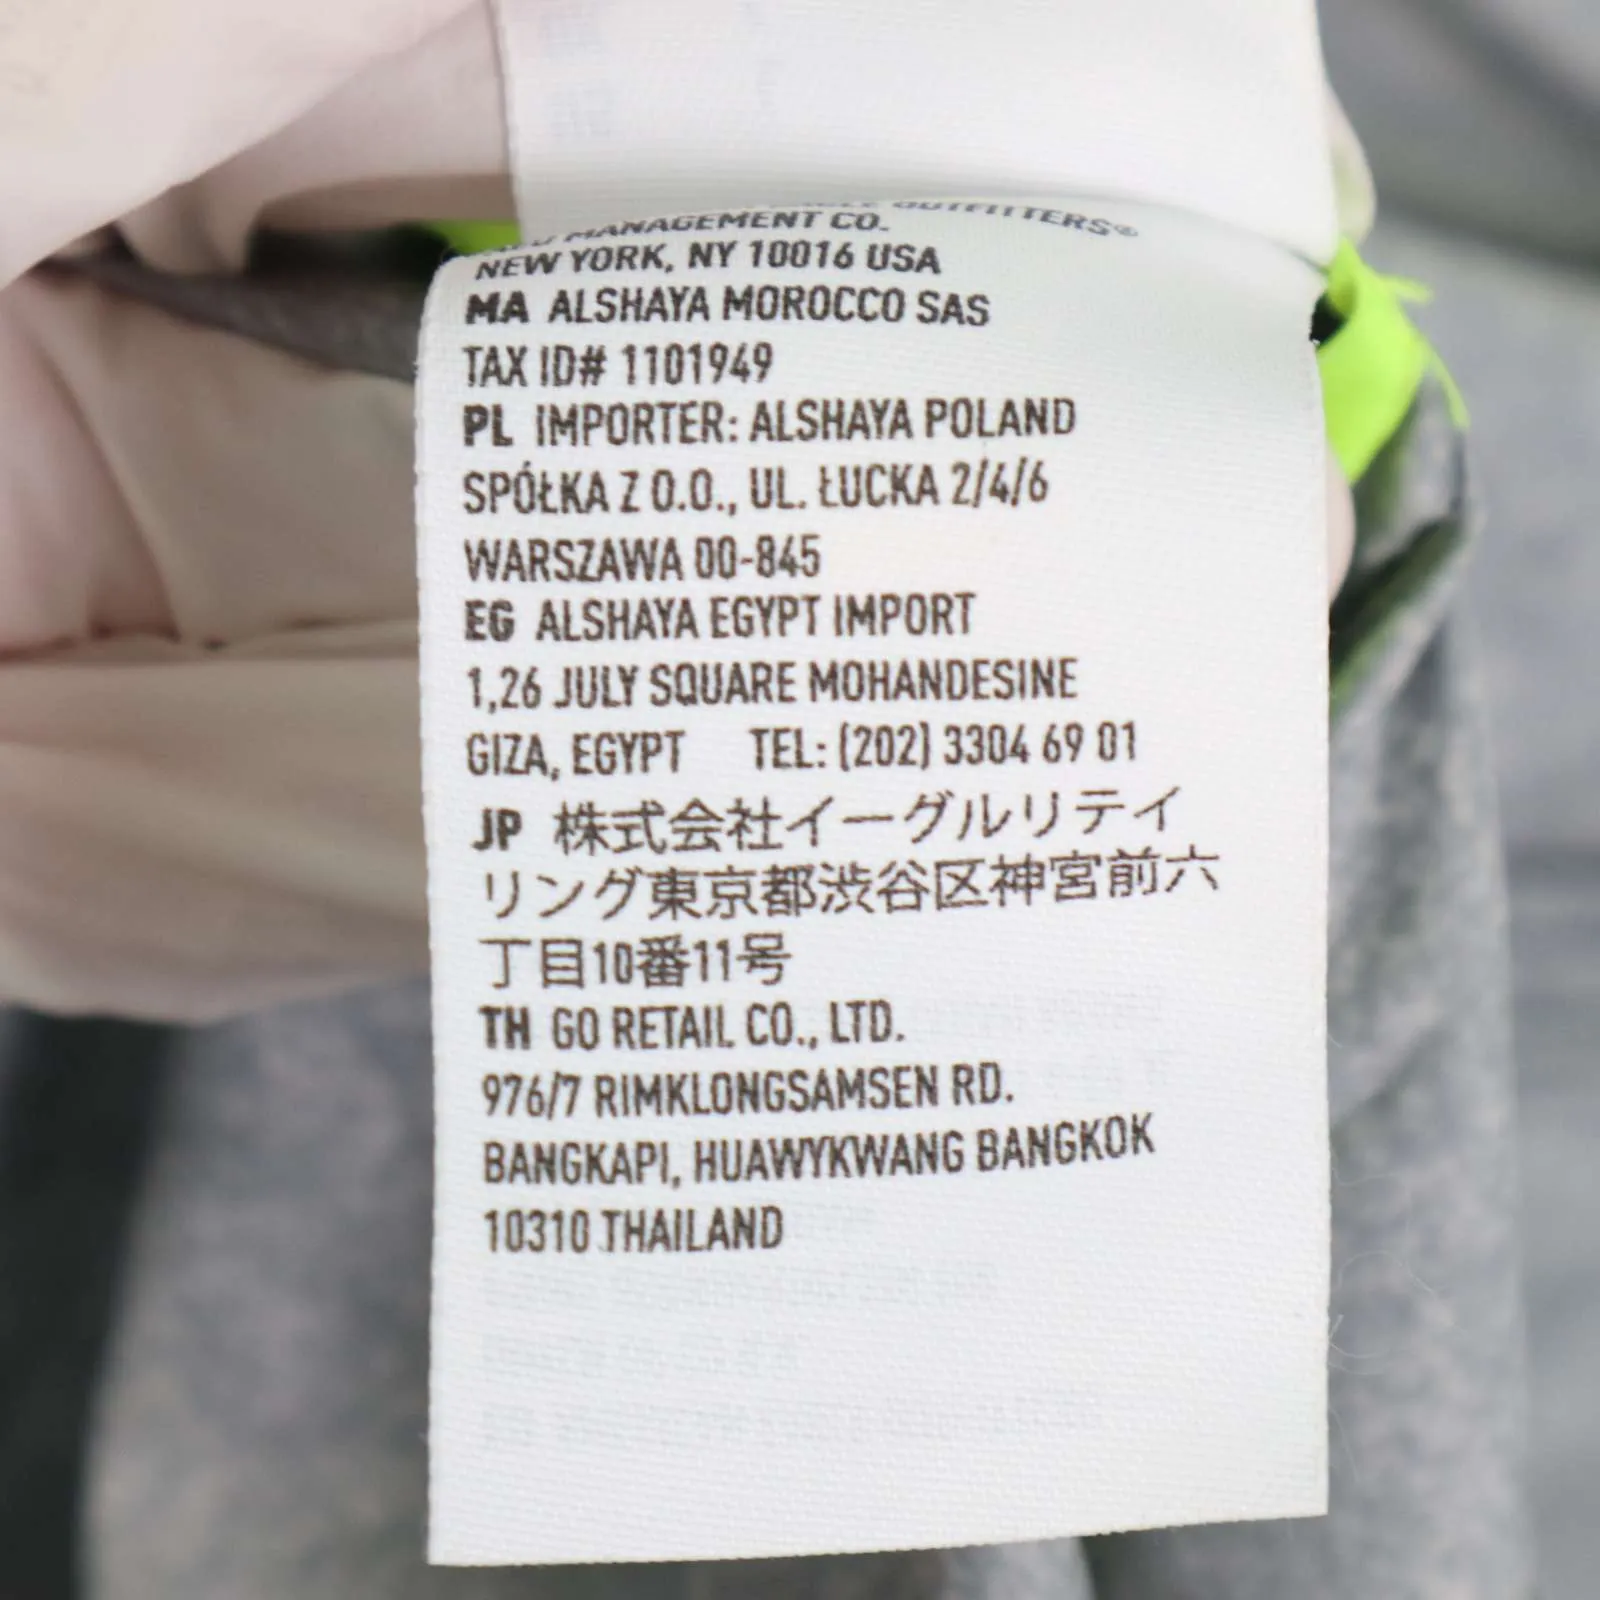 OUTFITTERS®
MANAGEMENT CO.
NEW YORK, NY 10016 USA
MA ALSHAYA MOROCCO SAS
TAX ID# 1101949
PL IMPORTER: ALSHAYA POLAND
SPÓŁKA Z O.O., UL. ŁUCKA 2/4/6
WARSZAWA 00-845
EG ALSHAYA EGYPT IMPORT
1,26 JULY SQUARE MOHANDESINE
GIZA, EGYPT TEL: (202) 3304 69 01
JP 株式会社イーグルリテイ
リング東京都渋谷区神宮前六
丁目10番11号
TH GO RETAIL CO., LTD.
976/7 RIMKLONGSAMSEN RD.
BANGKAPI, HUAWYKWANG BANGKOK
10310 THAILAND